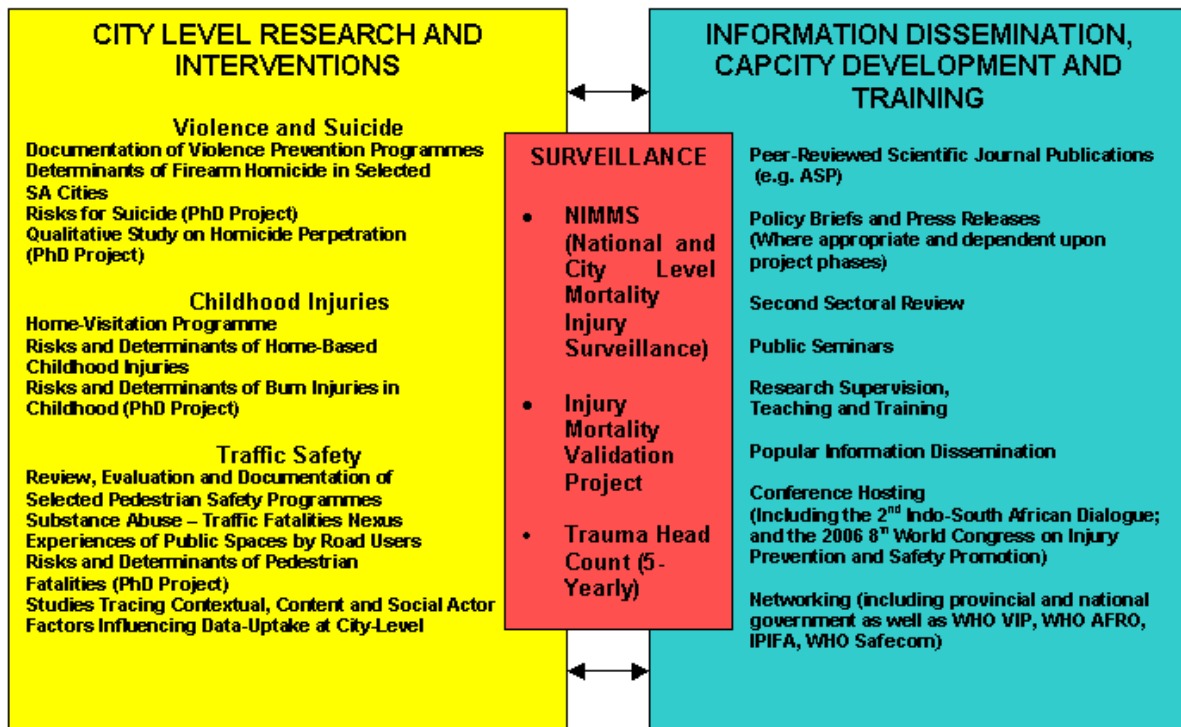 CITY LEVEL RESEARCH AND
INTERVENTIONS
Violence and Suicide
Documentation of Violence Prevention Programmes
Determinants of Firearm Homicide in Selected
SA Cities
Risks for Suicide (PhD Project)
Qualitative Study on Homicide Perpetration
(PhD Project)
Childhood Injuries
Home-Visitation Programme
Risks and Determinants of Home-Based
Childhood Injuries
Risks and Determinants of Burn Injuries in
Childhood (PhD Project)
Traffic Safety
Review, Evaluation and Documentation of
Selected Pedestrian Safety Programmes
Substance Abuse – Traffic Fatalities Nexus
Experiences of Public Spaces by Road Users
Risks and Determinants of Pedestrian
Fatalities (PhD Project)
Studies Tracing Contextual, Content and Social Actor
Factors Influencing Data-Uptake at City-Level
SURVEILLANCE
• NIMMS
(National and
City Level
Mortality
Injury
Surveillance)
• Injury
Mortality
Validation
Project
• Trauma Head
Count (5-
Yearly)
INFORMATION DISSEMINATION,
CAPCITY DEVELOPMENT AND
TRAINING
Peer-Reviewed Scientific Journal Publications
(e.g. ASP)
Policy Briefs and Press Releases
(Where appropriate and dependent upon
project phases)
Second Sectoral Review
Public Seminars
Research Supervision,
Teaching and Training
Popular Information Dissemination
Conference Hosting
(Including the 2nd Indo-South African Dialogue;
and the 2006 8th World Congress on Injury
Prevention and Safety Promotion)
Networking (including provincial and national
government as well as WHO VIP, WHO AFRO,
IPIFA, WHO Safecom)